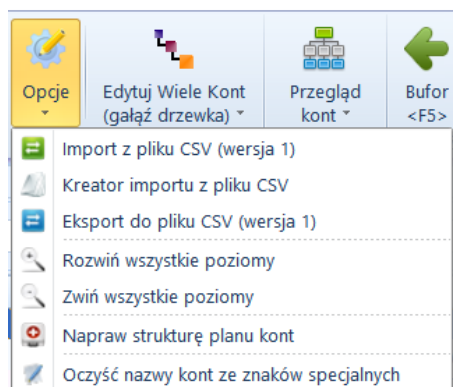 Opcje
Edytuj Wiele Kont
(gałąź drzewka)
Przegląd
kont
Bufor
<F5>
Import z pliku CSV (wersja 1)
Kreator importu z pliku CSV
Eksport do pliku CSV (wersja 1)
Rozwiń wszystkie poziomy
Zwiń wszystkie poziomy
Napraw strukturę planu kont
Oczyść nazwy kont ze znaków specjalnych